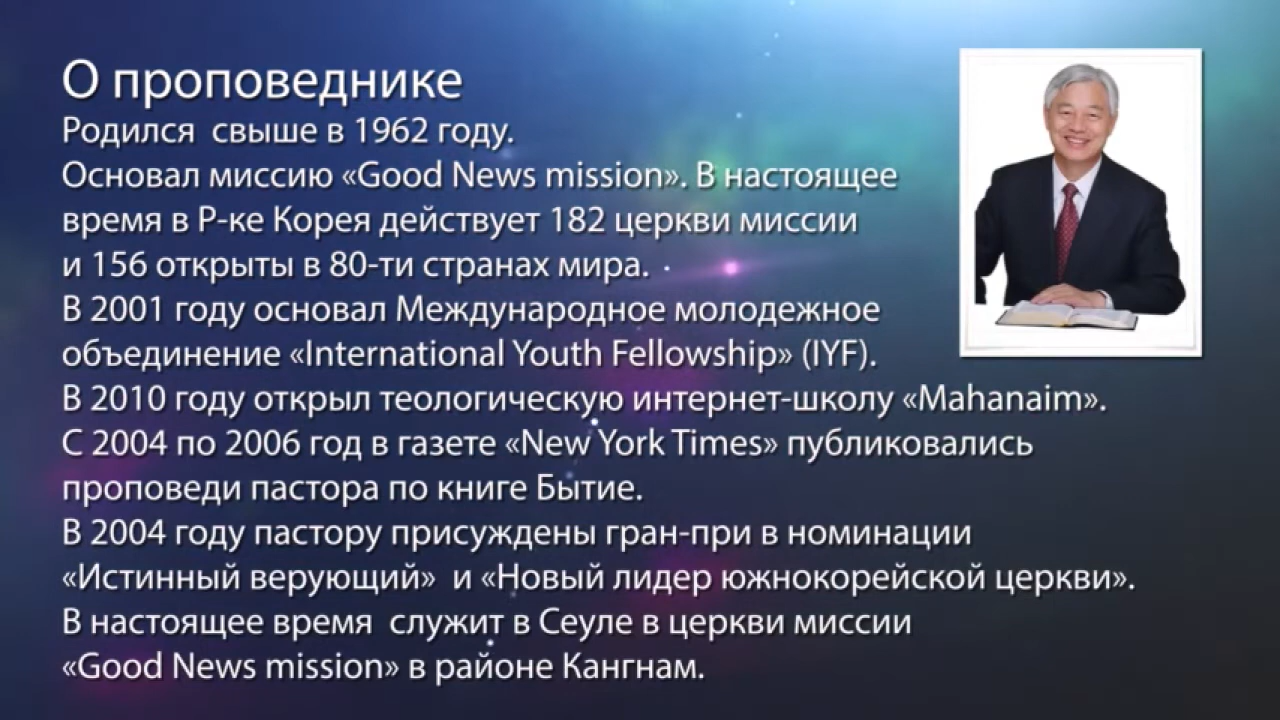 О проповеднике
Родился свыше в 1962 году.
Основал миссию «Good News mission». В настоящее
время в Р-ке Корея действует 182 церкви миссии
и 156 открыты в 80-ти странах мира.
В 2001 году основал Международное молодежное
объединение «International Youth Fellowship» (IYF).
В 2010 году открыл теологическую интернет-школу «Mahanaim».
С 2004 по 2006 год в газете «New York Times» публиковались
проповеди пастора по книге Бытие.
В 2004 году пастору присуждены гран-при в номинации
«Истинный верующий» и «Новый лидер южнокорейской церкви».
В настоящее время служит в Сеуле в церкви миссии
«Good News mission» в районе Кангнам.